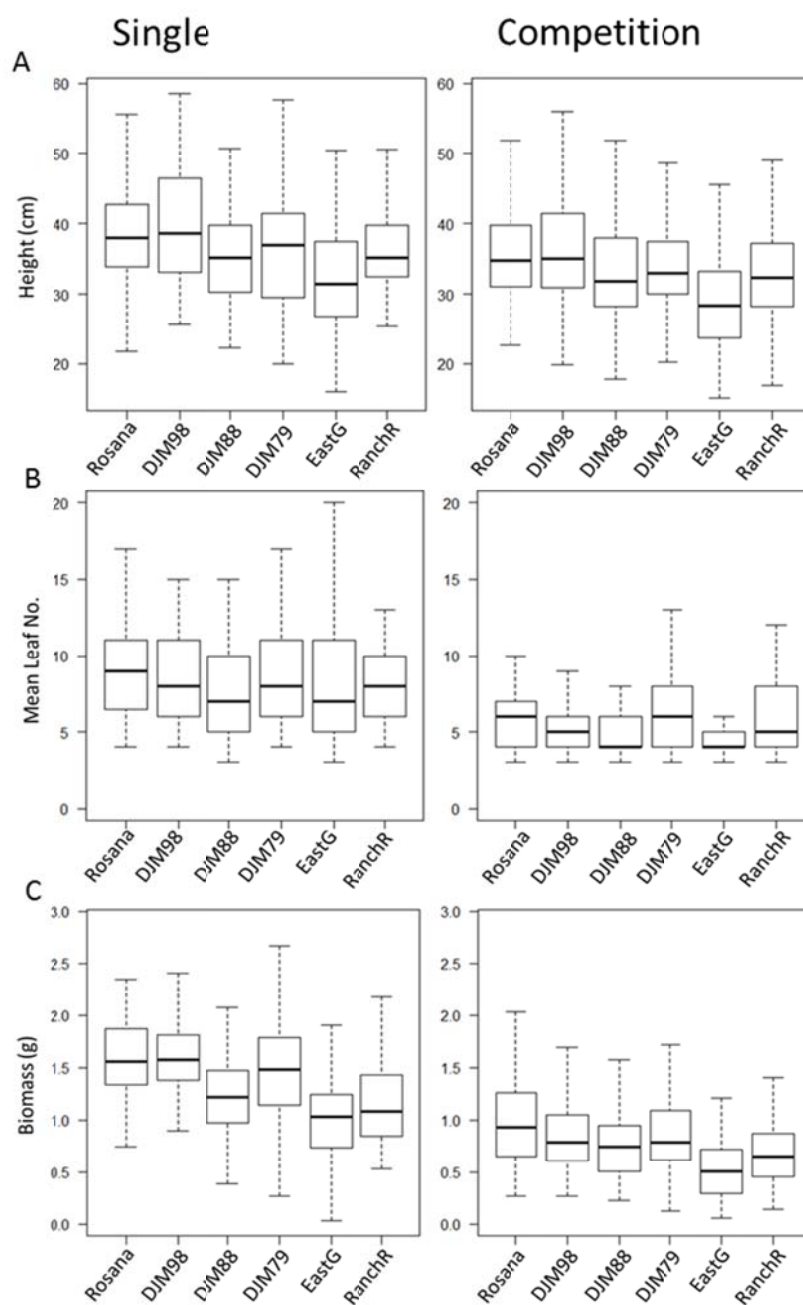 Single Competition
A
Height (cm)
60
50
40
30
20
60
50
40
30
20
Rosana DJM98 DJM88 DJM79 EastG RanchR
Rosana DJM98 DJM88 DJM79 EastG RanchR
B
Mean Leaf No.
20
15
10
5
0
20
15
10
5
0
Rosana DJM98 DJM88 DJM79 EastG RanchR
Rosana DJM98 DJM88 DJM79 EastG RanchR
C
Biomass (g)
3.0
2.5
2.0
1.5
1.0
0.5
0.0
3.0
2.5
2.0
1.5
1.0
0.5
0.0
Rosana DJM98 DJM88 DJM79 EastG RanchR
Rosana DJM98 DJM88 DJM79 EastG RanchR